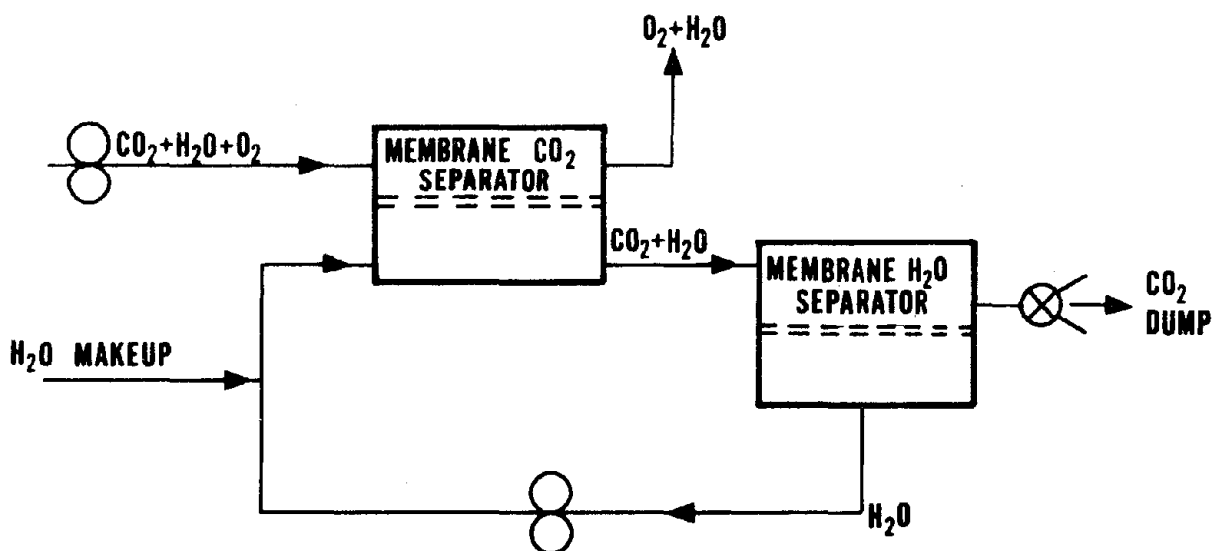 O₂+H₂O
CO₂+H₂O+O₂
MEMBRANE CO₂
SEPARATOR
CO₂+H₂O
MEMBRANE H₂O
SEPARATOR
CO₂
DUMP
H₂O MAKEUP
H₂O